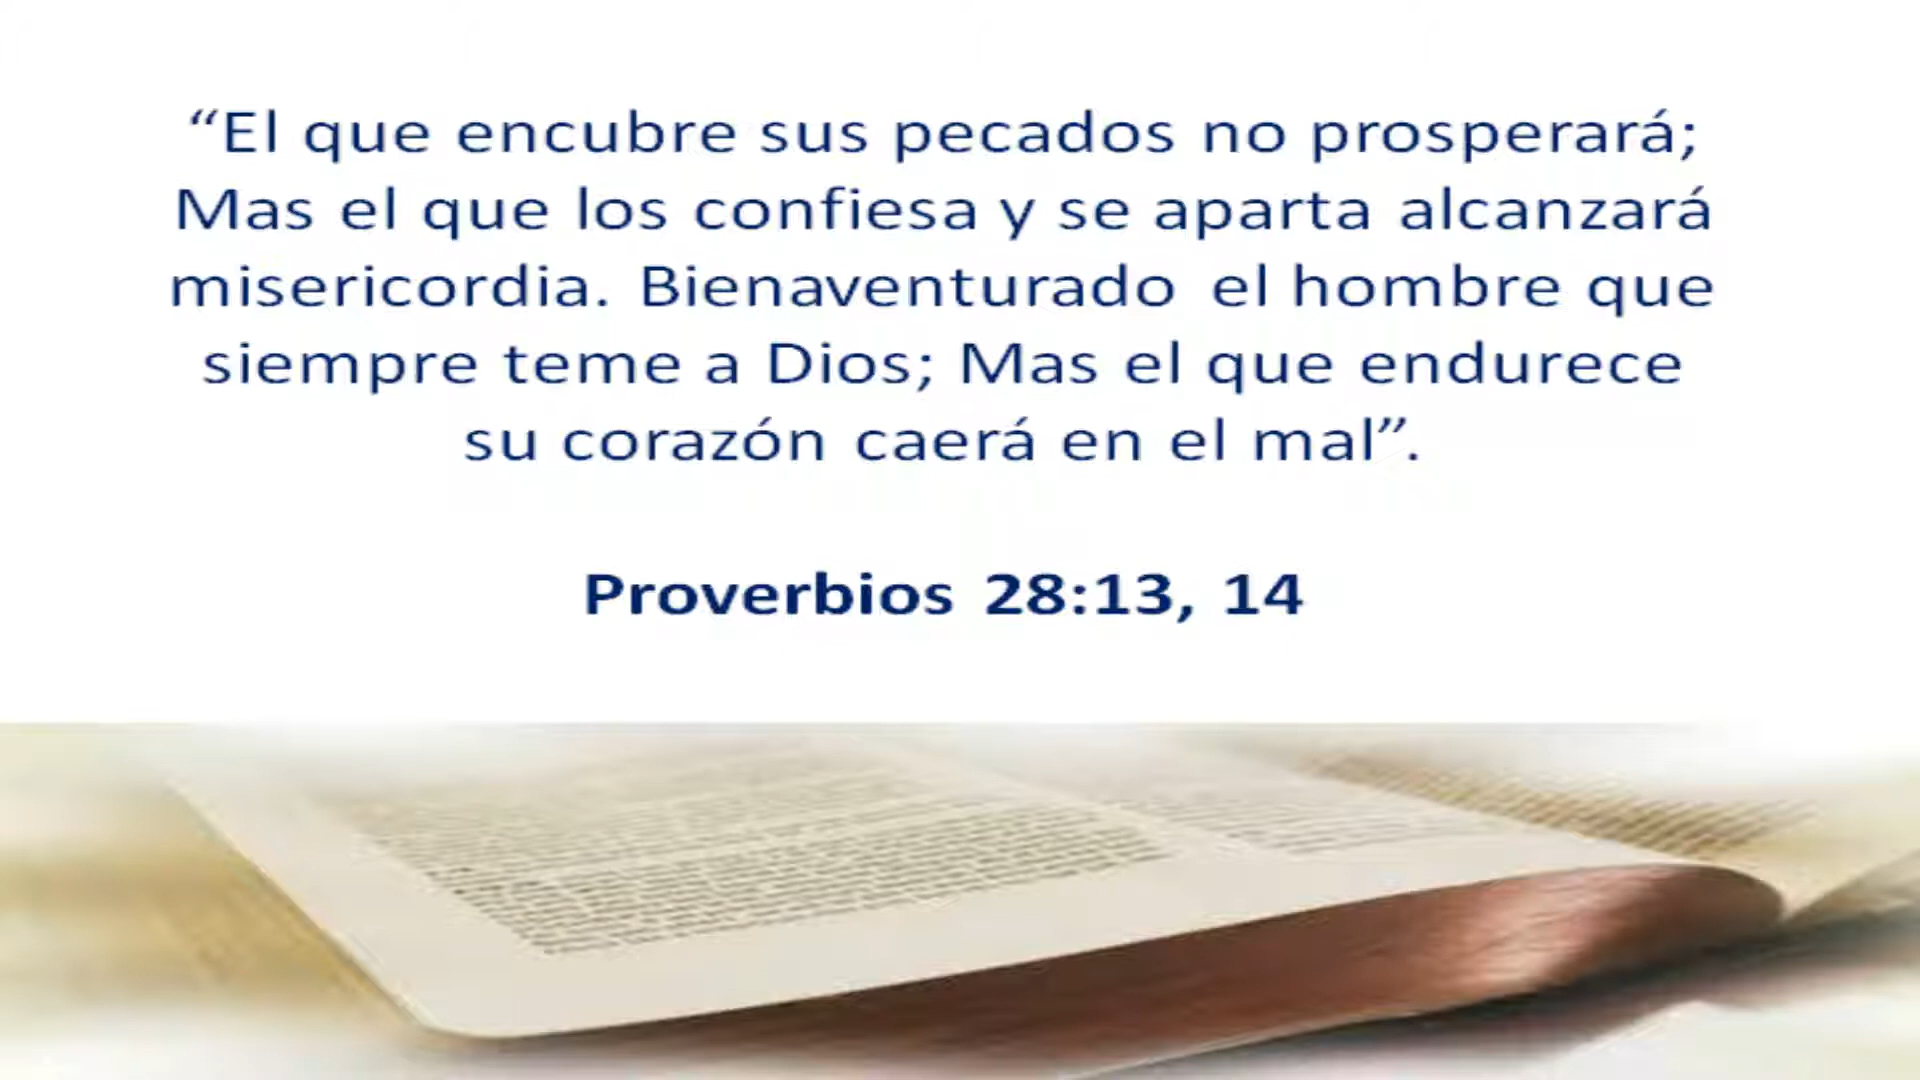 “El que encubre sus pecados no prosperará;
Mas el que los confiesa y se aparta alcanzará
misericordia. Bienaventurado el hombre que
siempre teme a Dios; Mas el que endurece
su corazón caerá en el mal”.
Proverbios 28:13, 14